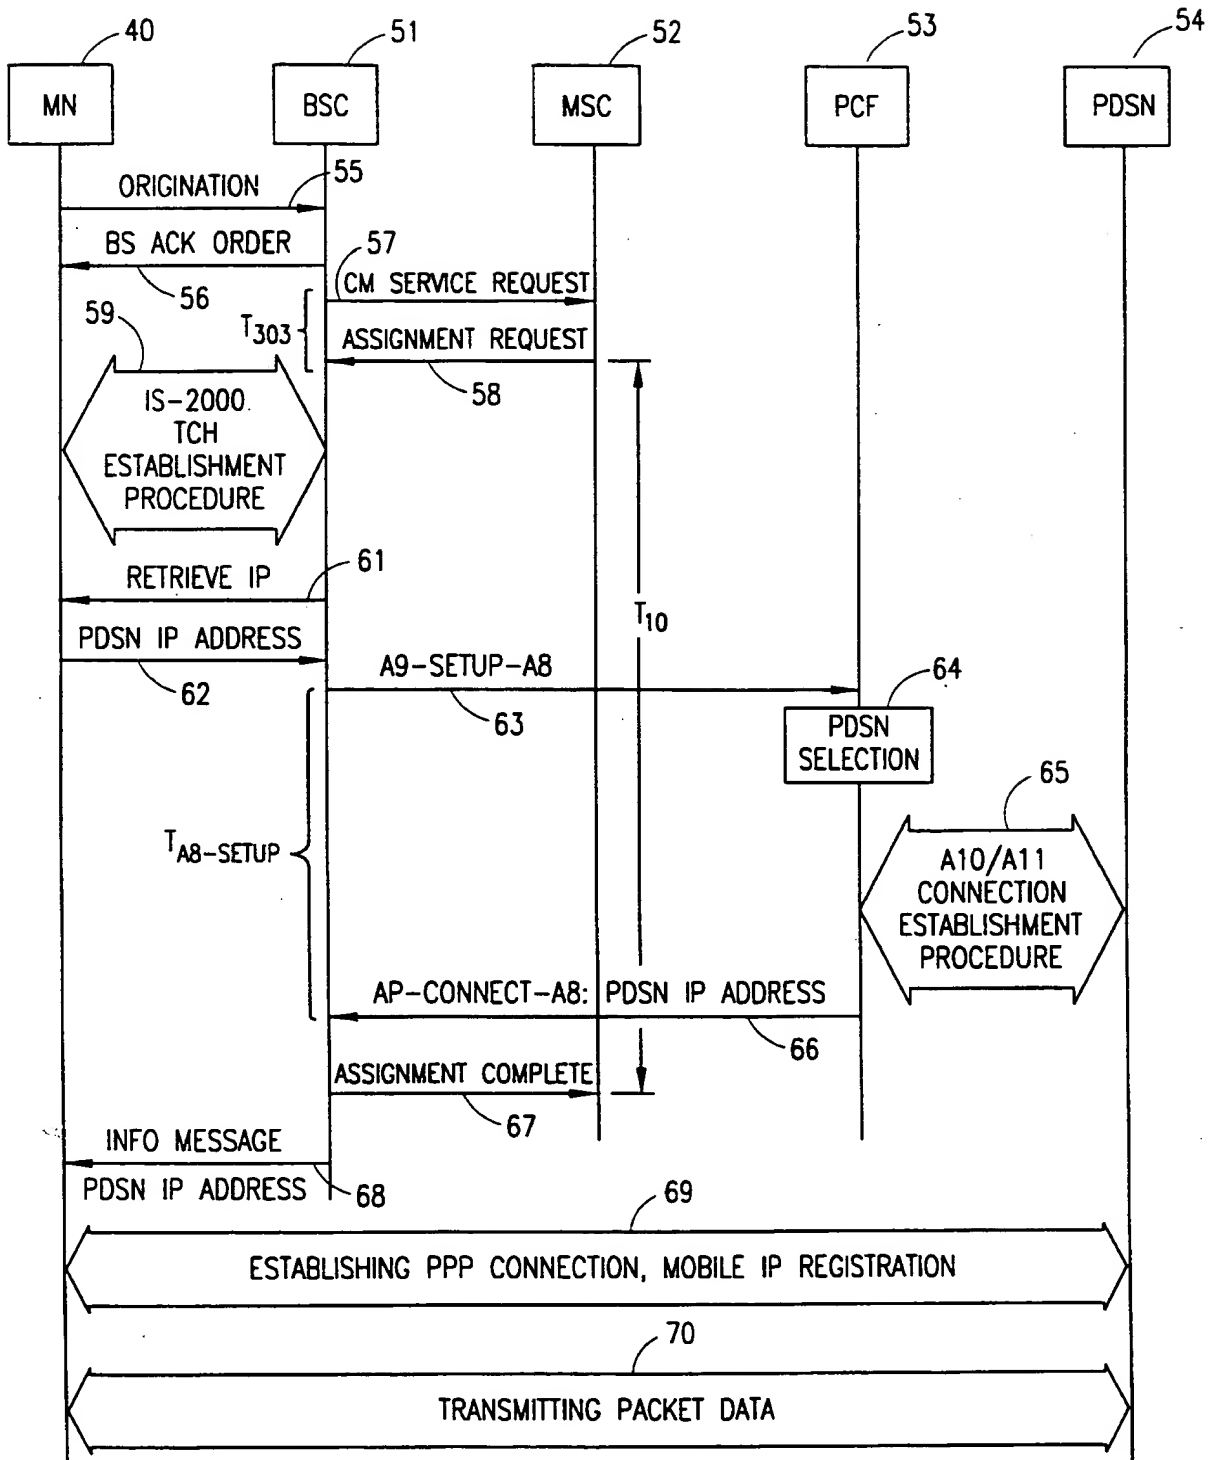 40
51
52
53
54
MN
BSC
MSC
PCF
PDSN
ORIGINATION
55
BS ACK ORDER
56
57
CM SERVICE REQUEST
T303
ASSIGNMENT REQUEST
58
59
IS-2000.
TCH
ESTABLISHMENT
PROCEDURE
RETRIEVE IP
61
T10
PDSN IP ADDRESS
62
A9-SETUP-A8
63
64
PDSN
SELECTION
65
TA8-SETUP
A10/A11
CONNECTION
ESTABLISHMENT
PROCEDURE
AP-CONNECT-A8: PDSN IP ADDRESS
66
ASSIGNMENT COMPLETE
67
INFO MESSAGE
PDSN IP ADDRESS
68
69
ESTABLISHING PPP CONNECTION, MOBILE IP REGISTRATION
70
TRANSMITTING PACKET DATA